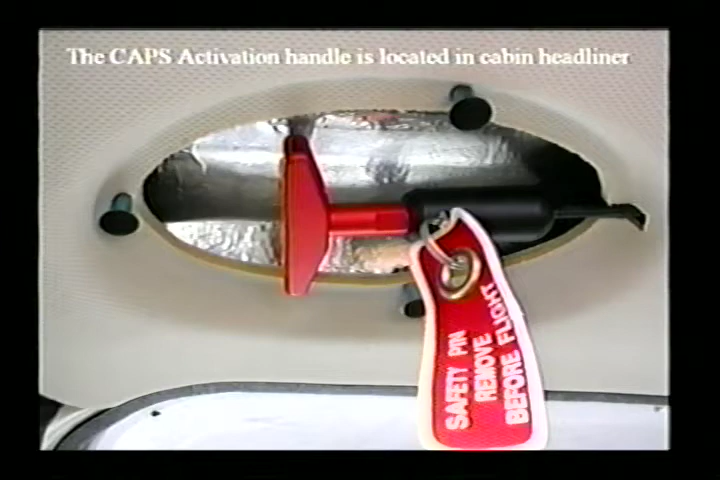 The CAPS Activation handle is located in cabin headliner
SAFETY PIN
REMOVE
BEFORE FLIGHT